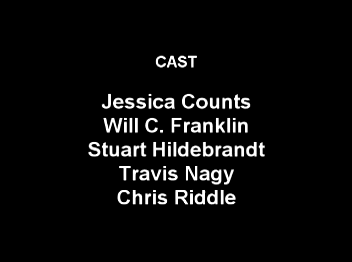 CAST
Jessica Counts
Will C. Franklin
Stuart Hildebrandt
Travis Nagy
Chris Riddle